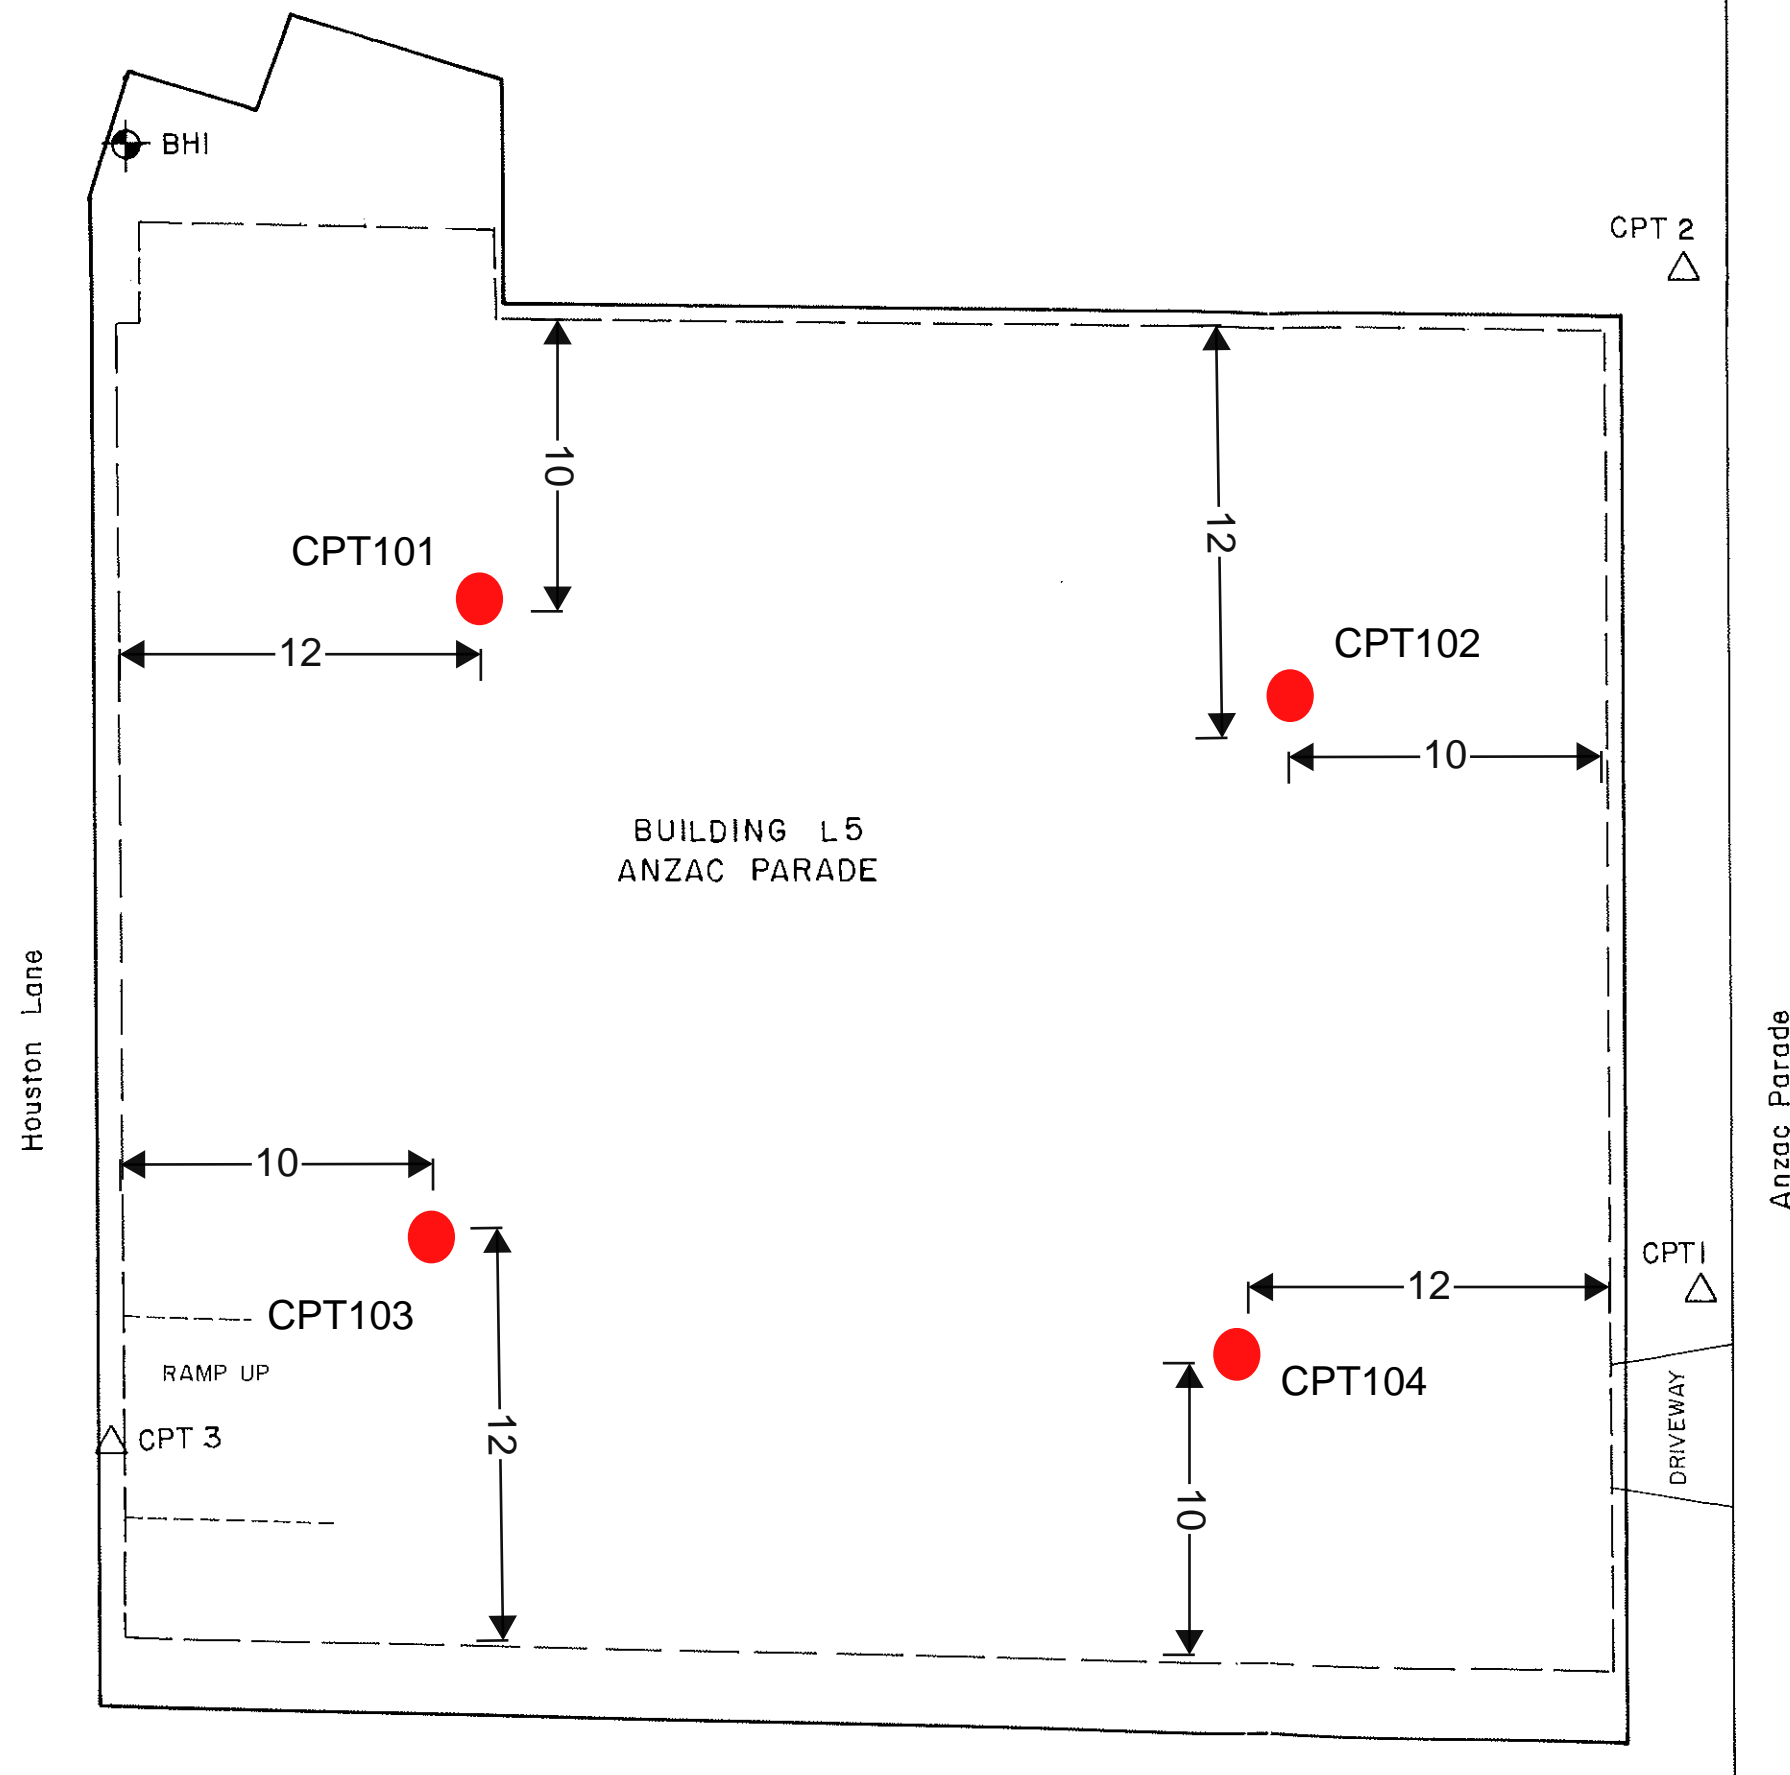 BH1
CPT 2
10
12
CPT101
12
CPT102
10
BUILDING L5
ANZAC PARADE
Houston Lane
Anzac Parade
10
CPT103
12
RAMP UP
CPT 3
CPT1
12
CPT104
10
DRIVEWAY